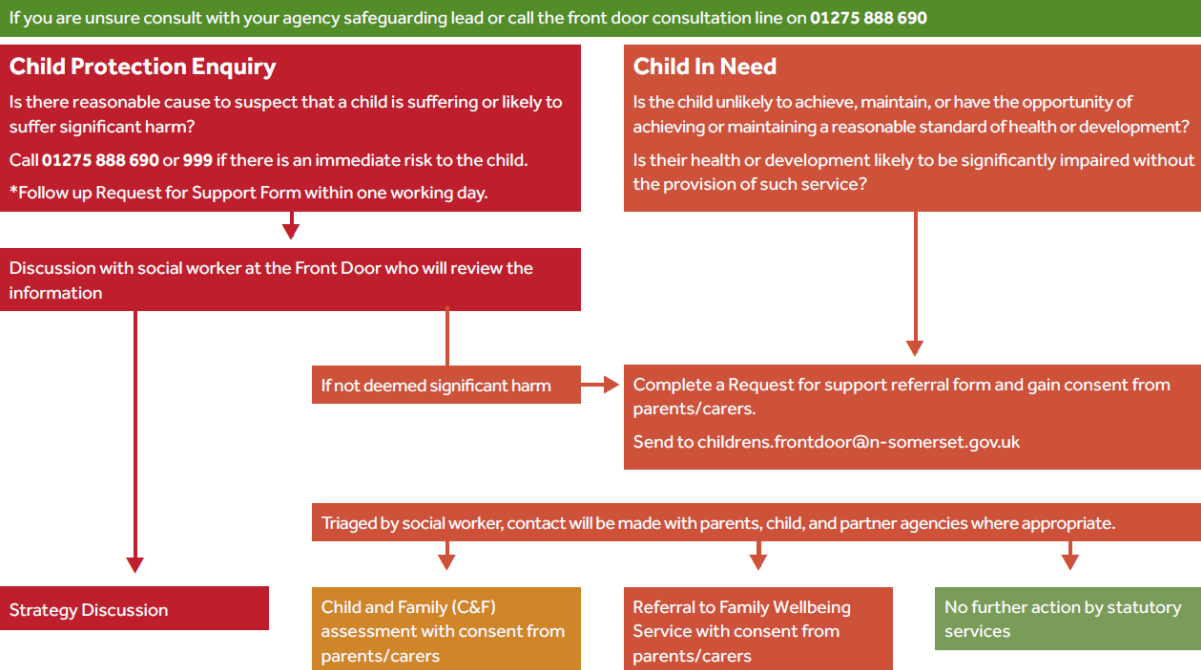 If you are unsure consult with your agency safeguarding lead or call the front door consultation line on 01275 888 690
Child Protection Enquiry
Is there reasonable cause to suspect that a child is suffering or likely to
suffer significant harm?
Call 01275 888 690 or 999 if there is an immediate risk to the child.
*Follow up Request for Support Form within one working day.
Child In Need
Is the child unlikely to achieve, maintain, or have the opportunity of
achieving or maintaining a reasonable standard of health or development?
Is their health or development likely to be significantly impaired without
the provision of such service?
Discussion with social worker at the Front Door who will review the
information
If not deemed significant harm
Complete a Request for support referral form and gain consent from
parents/carers.
Send to childrens.frontdoor@n-somerset.gov.uk
Triaged by social worker, contact will be made with parents, child, and partner agencies where appropriate.
Strategy Discussion
Child and Family (C&F)
assessment with consent from
parents/carers
Referral to Family Wellbeing
Service with consent from
parents/carers
No further action by statutory
services